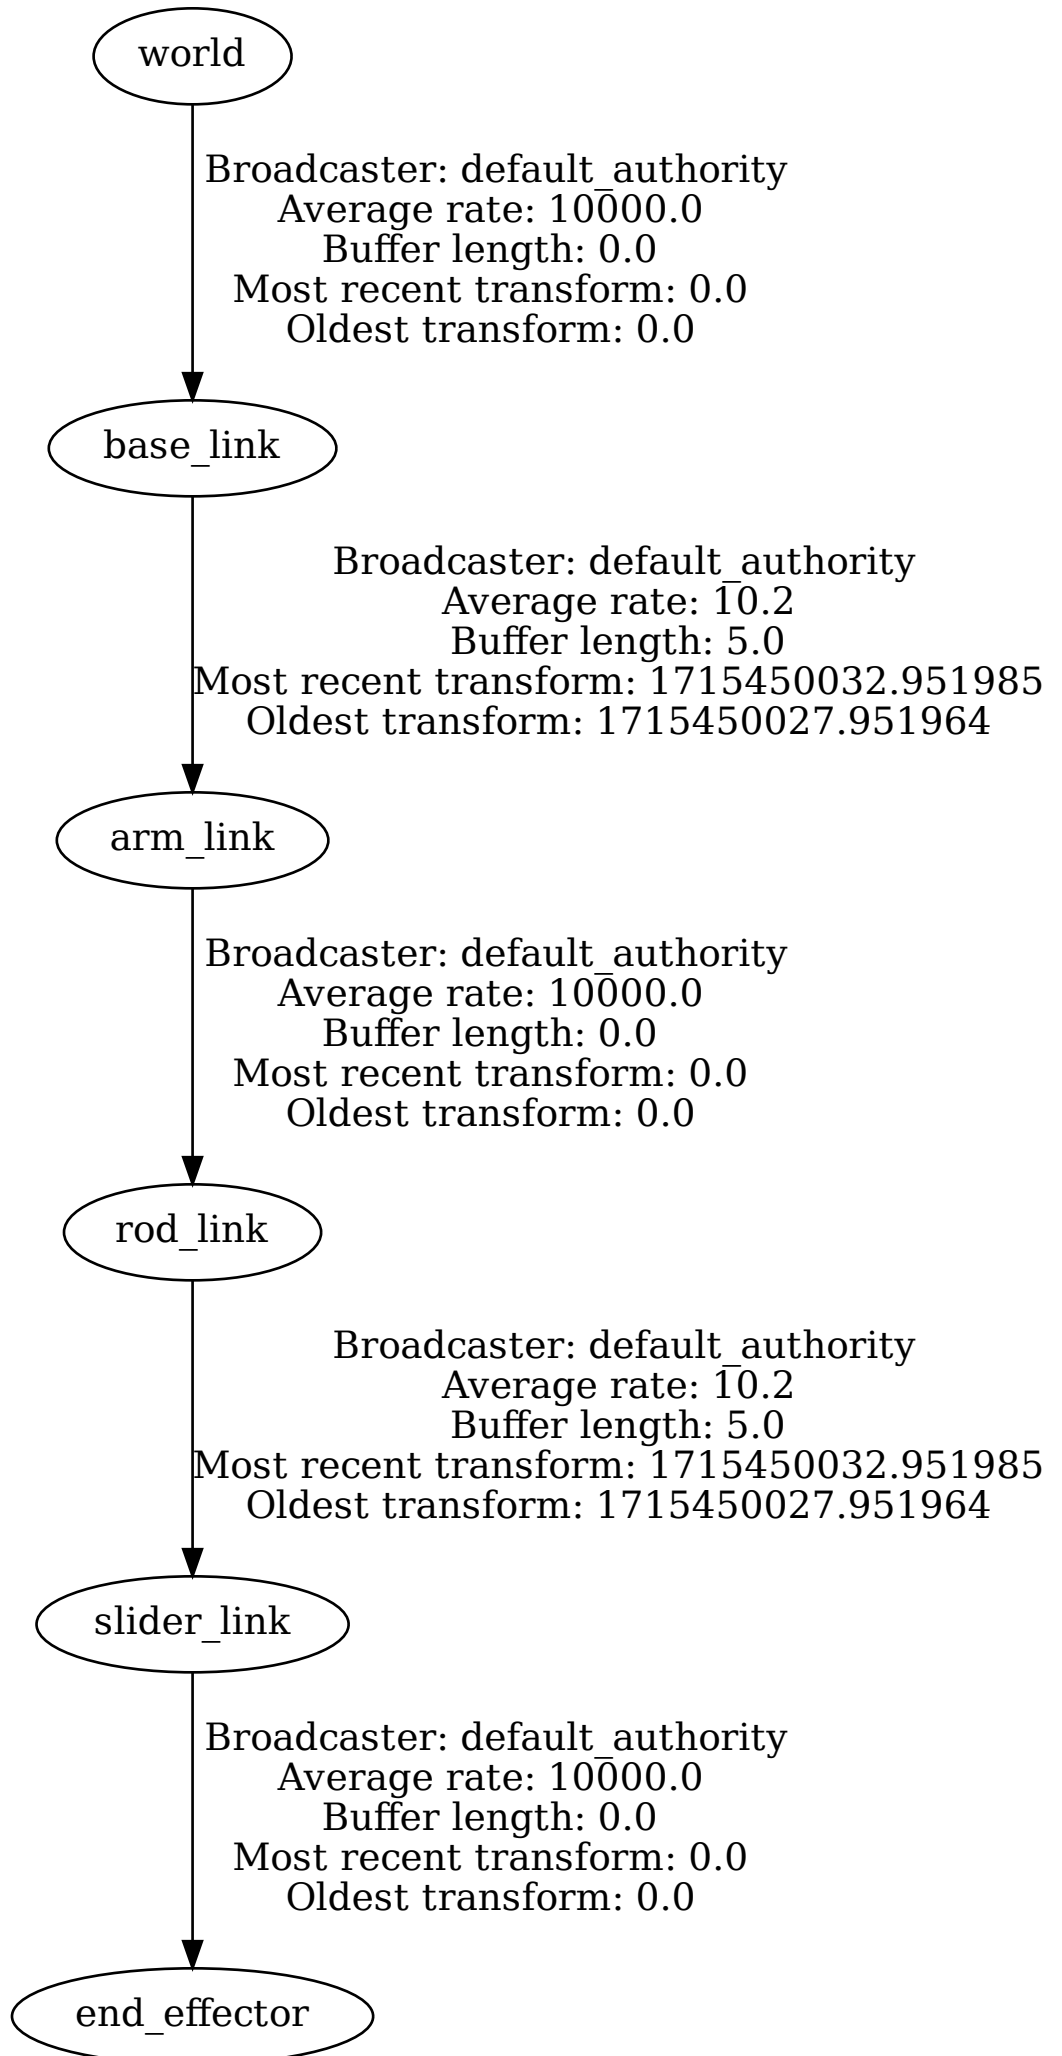 world
Broadcaster: default_authority
Average rate: 10000.0
Buffer length: 0.0
Most recent transform: 0.0
Oldest transform: 0.0
base_link
Broadcaster: default_authority
Average rate: 10.2
Buffer length: 5.0
Most recent transform: 1715450032.951985
Oldest transform: 1715450027.951964
arm_link
Broadcaster: default_authority
Average rate: 10000.0
Buffer length: 0.0
Most recent transform: 0.0
Oldest transform: 0.0
rod_link
Broadcaster: default_authority
Average rate: 10.2
Buffer length: 5.0
Most recent transform: 1715450032.951985
Oldest transform: 1715450027.951964
slider_link
Broadcaster: default_authority
Average rate: 10000.0
Buffer length: 0.0
Most recent transform: 0.0
Oldest transform: 0.0
end_effector